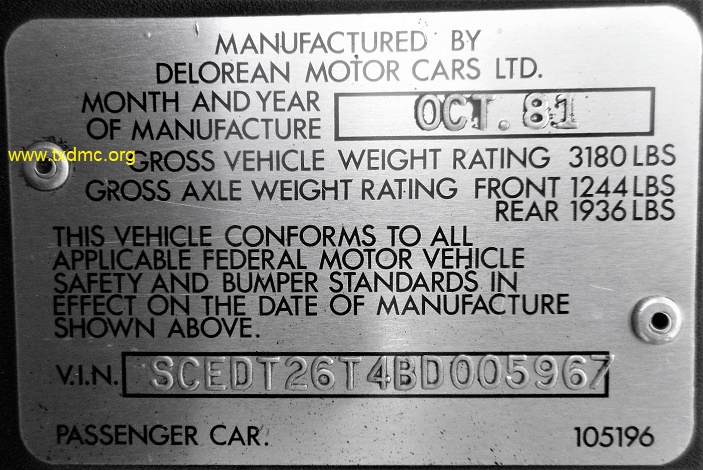 MANUFACTURED BY
DELOREAN MOTOR CARS LTD.
MONTH AND YEAR
OF MANUFACTURE OCT. 81
www.txdmc.org
GROSS VEHICLE WEIGHT RATING 3180 LBS
GROSS AXLE WEIGHT RATING FRONT 1244 LBS
REAR 1936 LBS
THIS VEHICLE CONFORMS TO ALL
APPLICABLE FEDERAL MOTOR VEHICLE
SAFETY AND BUMPER STANDARDS IN
EFFECT ON THE DATE OF MANUFACTURE
SHOWN ABOVE.
V.I.N. SCEDT26T4BD005967
PASSENGER CAR. 105196